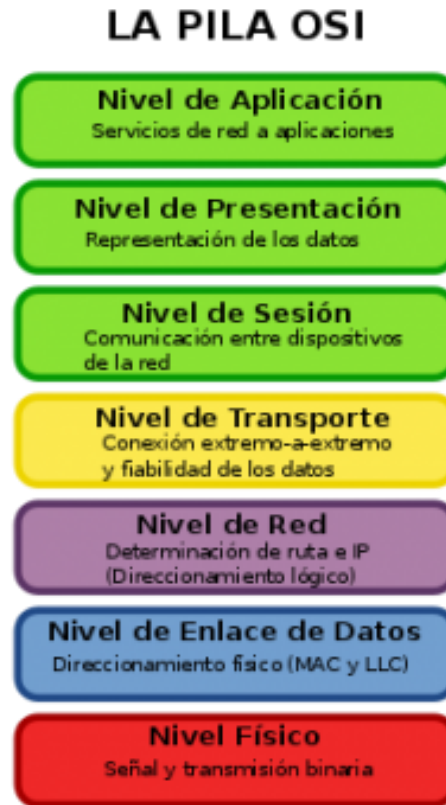 LA PILA OSI
Nivel de Aplicación
Servicios de red a aplicaciones
Nivel de Presentación
Representación de los datos
Nivel de Sesión
Comunicación entre dispositivos
de la red
Nivel de Transporte
Conexión extremo-a-extremo
y fiabilidad de los datos
Nivel de Red
Determinación de ruta e IP
(Direccionamiento lógico)
Nivel de Enlace de Datos
Direccionamiento físico (MAC y LLC)
Nivel Físico
Señal y transmisión binaria